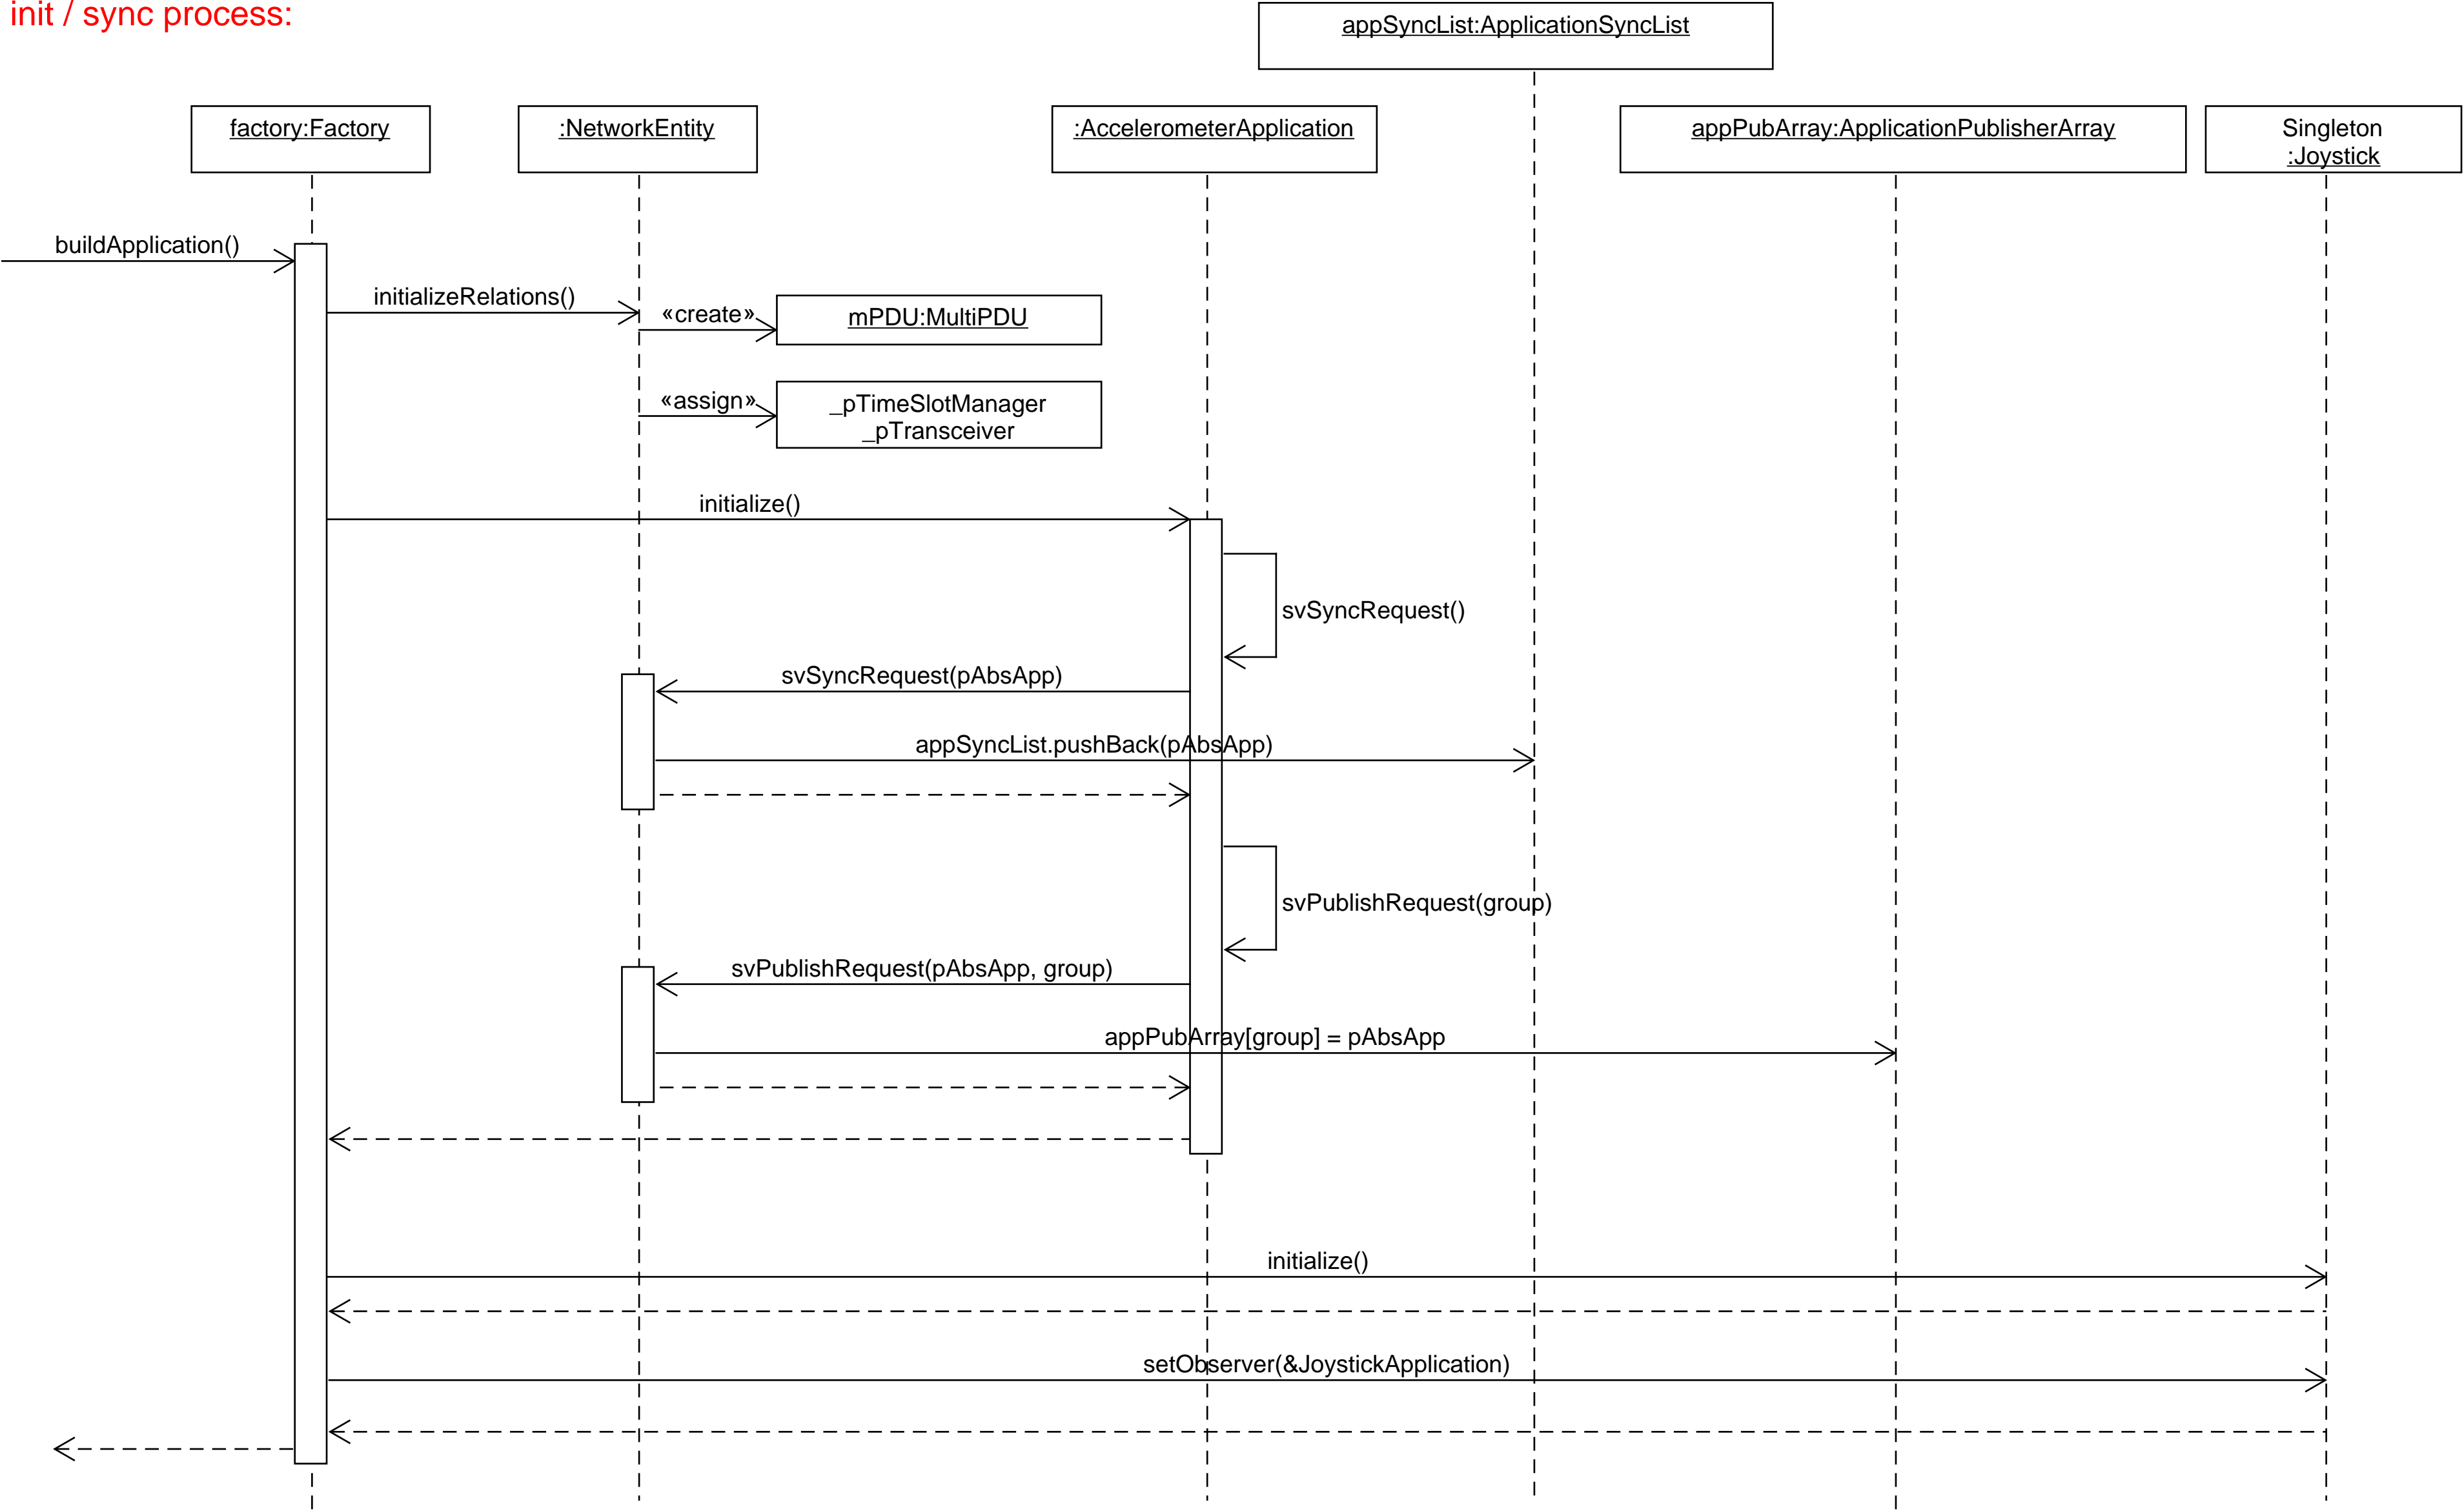 init / sync process:
appSyncList:ApplicationSyncList
factory:Factory
:NetworkEntity
:AccelerometerApplication
appPubArray:ApplicationPublisherArray
Singleton
:Joystick
buildApplication()
initializeRelations()
«create»
mPDU:MultiPDU
«assign»
_pTimeSlotManager
_pTransceiver
initialize()
svSyncRequest()
svSyncRequest(pAbsApp)
appSyncList.pushBack(pAbsApp)
svPublishRequest(group)
svPublishRequest(pAbsApp, group)
appPubArray[group] = pAbsApp
initialize()
setObserver(&JoystickApplication)